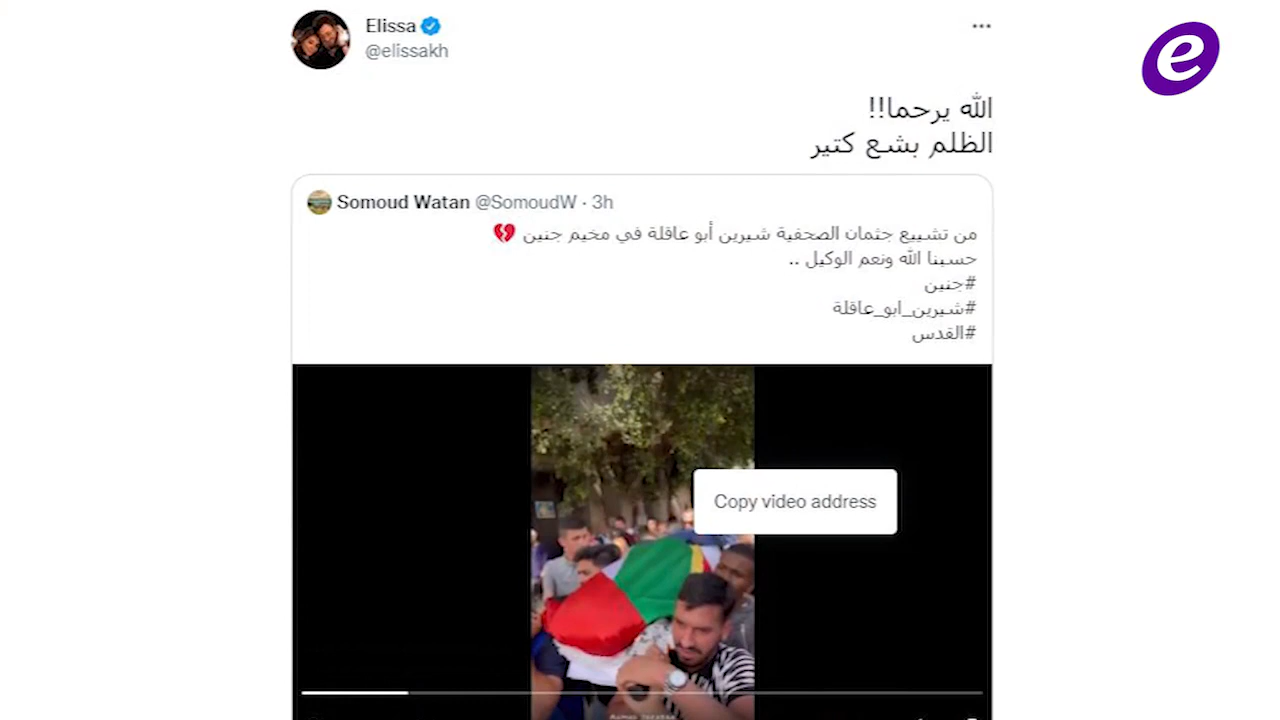 Elissa
@elissakh
e
الله يرحما!!
الظلم بشع كتير
Somoud Watan @SomoudW · 3h
من تشييع جثمان الصحفية شيرين أبو عاقلة في مخيم جنين 💔
حسبنا الله ونعم الوكيل ..
#جنين
#شيرين_ابو_عاقلة
#القدس
Copy video address